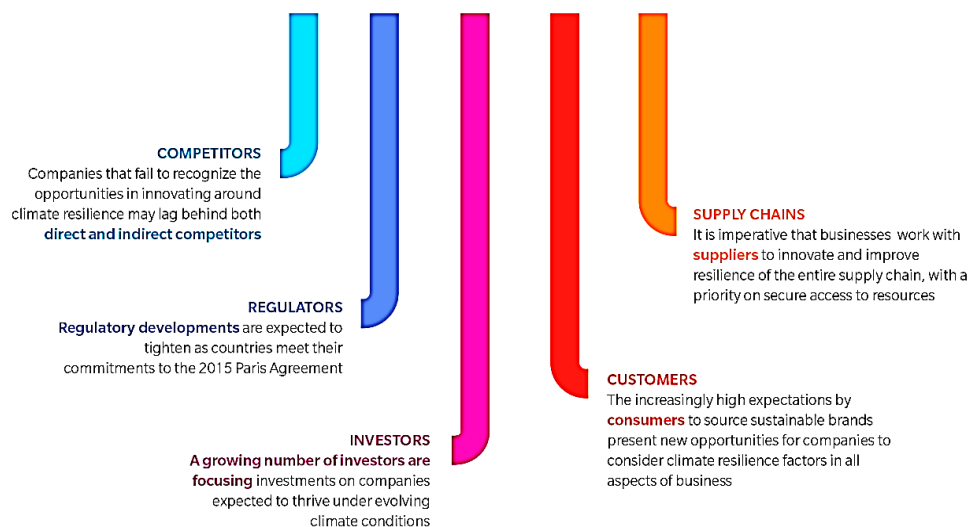 COMPETITORS
Companies that fail to recognize the
opportunities in innovating around
climate resilience may lag behind both
direct and indirect competitors
REGULATORS
Regulatory developments are expected to
tighten as countries meet their
commitments to the 2015 Paris Agreement
INVESTORS
A growing number of investors are
focusing investments on companies
expected to thrive under evolving
climate conditions
SUPPLY CHAINS
It is imperative that businesses work with
suppliers to innovate and improve
resilience of the entire supply chain, with a
priority on secure access to resources
CUSTOMERS
The increasingly high expectations by
consumers to source sustainable brands
present new opportunities for companies to
consider climate resilience factors in all
aspects of business